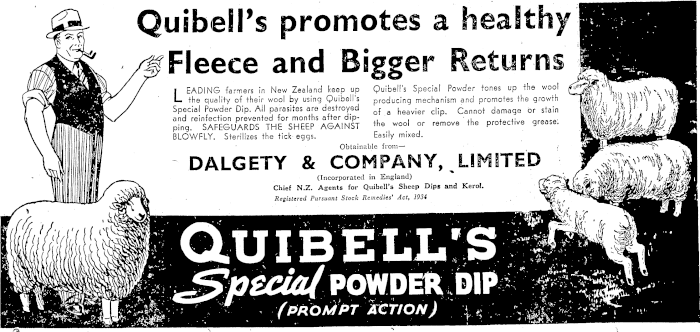 Quibell's promotes a healthy
Fleece and Bigger Returns
LEADING farmers in New Zealand keep up
the quality of their wool by using Quibell's
Special Powder Dip. All parasites are destroyed
and reinfection prevented for months after dip-
ping. SAFEGUARDS THE SHEEP AGAINST
BLOWFLY. Sterilizes the tick eggs.
Quibell's Special Powder tones up the wool
producing mechanism and promotes the growth
of a heavier clip. Cannot damage or stain
the wool or remove the protective grease.
Easily mixed.
Obtainable from—
DALGETY & COMPANY, LIMITED
(Incorporated in England)
Chief N.Z. Agents for Quibell's Sheep Dips and Kerol.
Registered Pursuant Stock Remedies' Act, 1934
QUIBELL'S
Special POWDER DIP
(PROMPT ACTION)